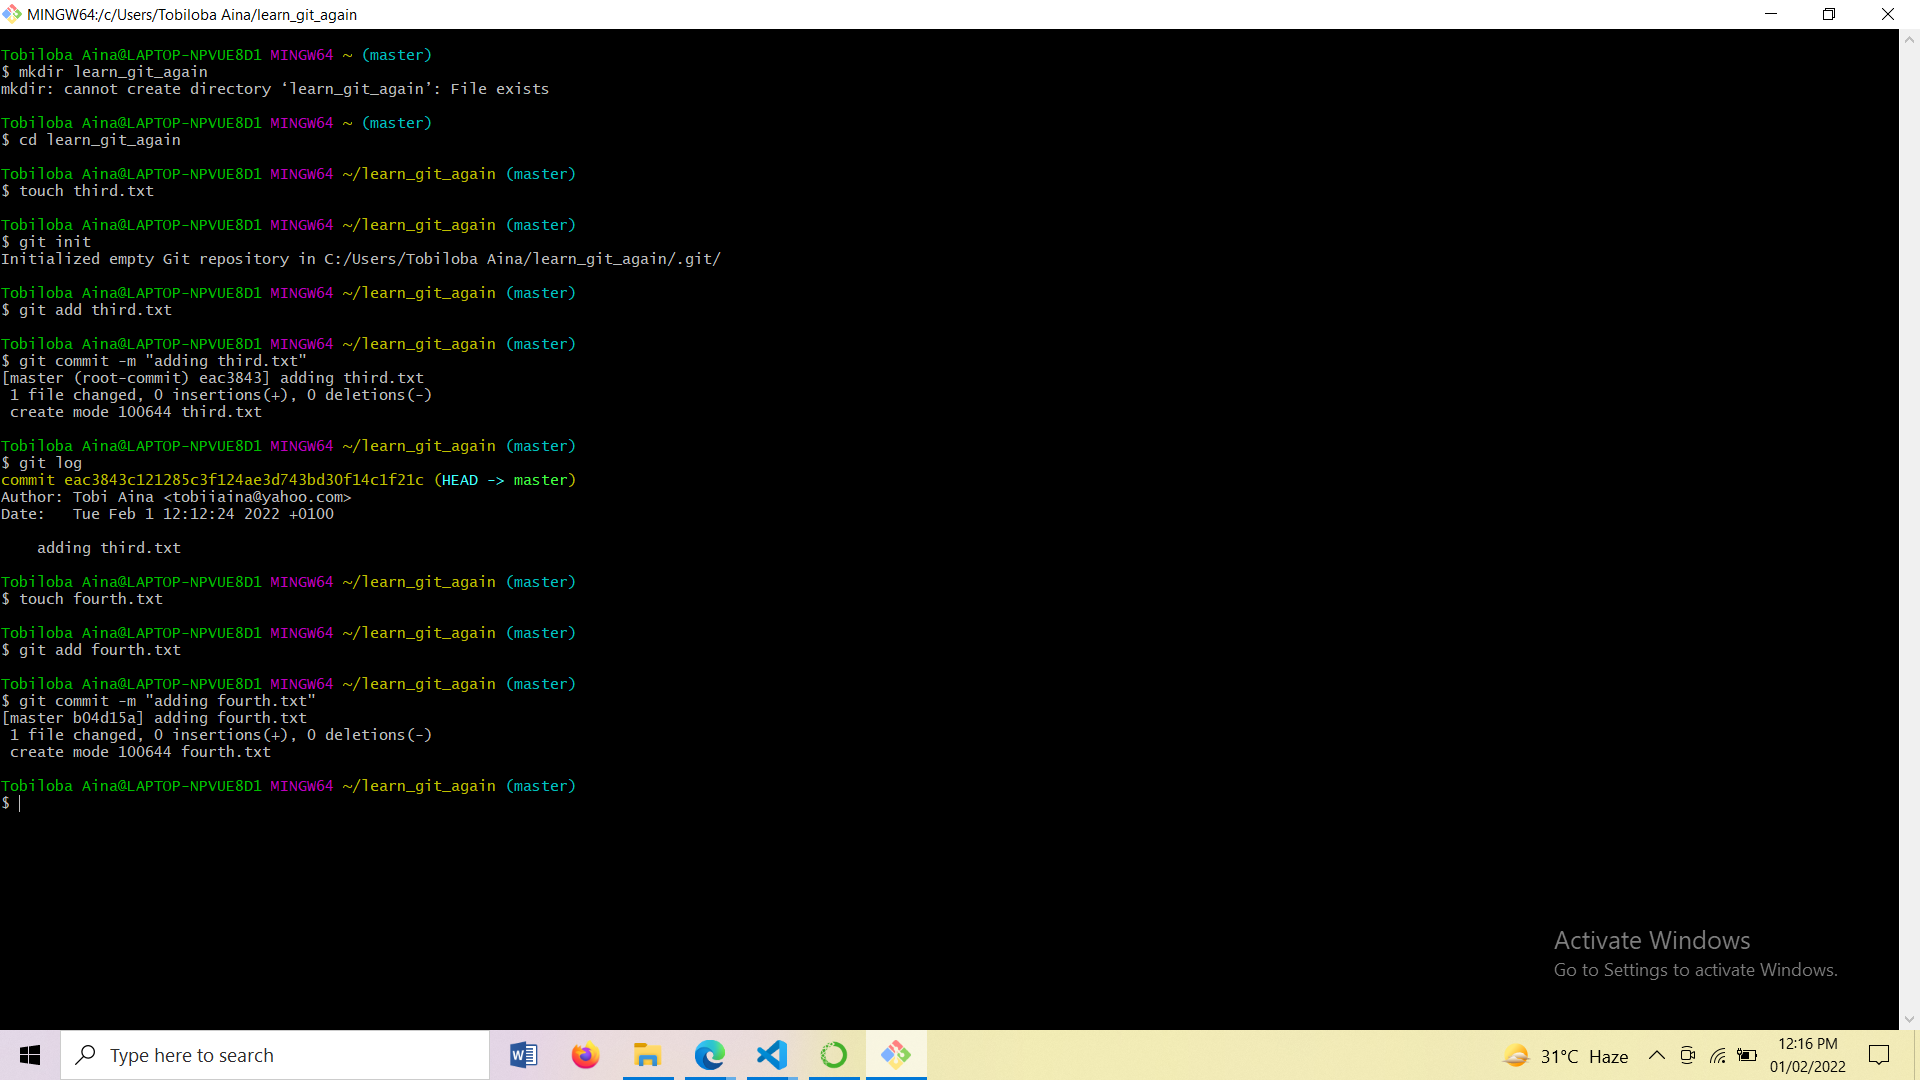 MINGW64:/c/Users/Tobiloba Aina/learn_git_again
Tobiloba Aina@LAPTOP-NPVUE8D1 MINGW64 ~ (master)
$ mkdir learn_git_again
mkdir: cannot create directory ‘learn_git_again’: File exists
Tobiloba Aina@LAPTOP-NPVUE8D1 MINGW64 ~ (master)
$ cd learn_git_again
Tobiloba Aina@LAPTOP-NPVUE8D1 MINGW64 ~/learn_git_again (master)
$ touch third.txt
Tobiloba Aina@LAPTOP-NPVUE8D1 MINGW64 ~/learn_git_again (master)
$ git init
Initialized empty Git repository in C:/Users/Tobiloba Aina/learn_git_again/.git/
Tobiloba Aina@LAPTOP-NPVUE8D1 MINGW64 ~/learn_git_again (master)
$ git add third.txt
Tobiloba Aina@LAPTOP-NPVUE8D1 MINGW64 ~/learn_git_again (master)
$ git commit -m "adding third.txt"
[master (root-commit) eac3843] adding third.txt
 1 file changed, 0 insertions(+), 0 deletions(-)
 create mode 100644 third.txt
Tobiloba Aina@LAPTOP-NPVUE8D1 MINGW64 ~/learn_git_again (master)
$ git log
commit eac3843c121285c3f124ae3d743bd30f14c1f21c (HEAD -> master)
Author: Tobi Aina <tobiiaina@yahoo.com>
Date:   Tue Feb 1 12:12:24 2022 +0100
    adding third.txt
Tobiloba Aina@LAPTOP-NPVUE8D1 MINGW64 ~/learn_git_again (master)
$ touch fourth.txt
Tobiloba Aina@LAPTOP-NPVUE8D1 MINGW64 ~/learn_git_again (master)
$ git add fourth.txt
Tobiloba Aina@LAPTOP-NPVUE8D1 MINGW64 ~/learn_git_again (master)
$ git commit -m "adding fourth.txt"
[master b04d15a] adding fourth.txt
 1 file changed, 0 insertions(+), 0 deletions(-)
 create mode 100644 fourth.txt
Tobiloba Aina@LAPTOP-NPVUE8D1 MINGW64 ~/learn_git_again (master)
$
Activate Windows
Go to Settings to activate Windows.
Type here to search
31°C Haze
12:16 PM
01/02/2022